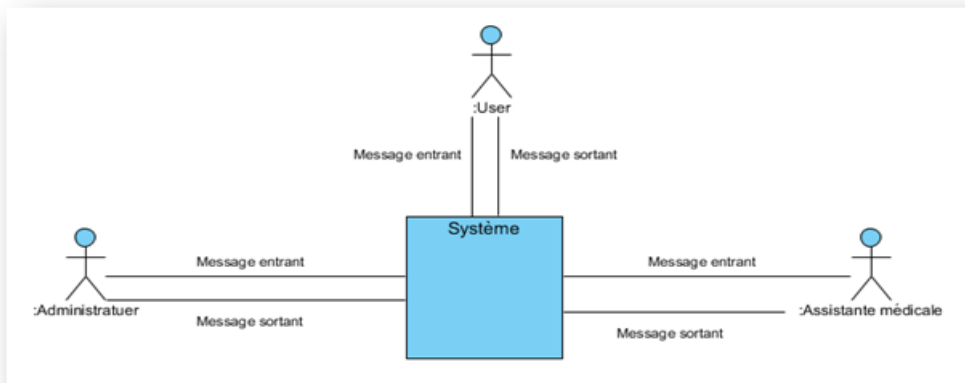 :User
Message entrant
Message sortant
Système
Message entrant
Message entrant
:Administratuer
:Assistante médicale
Message sortant
Message sortant